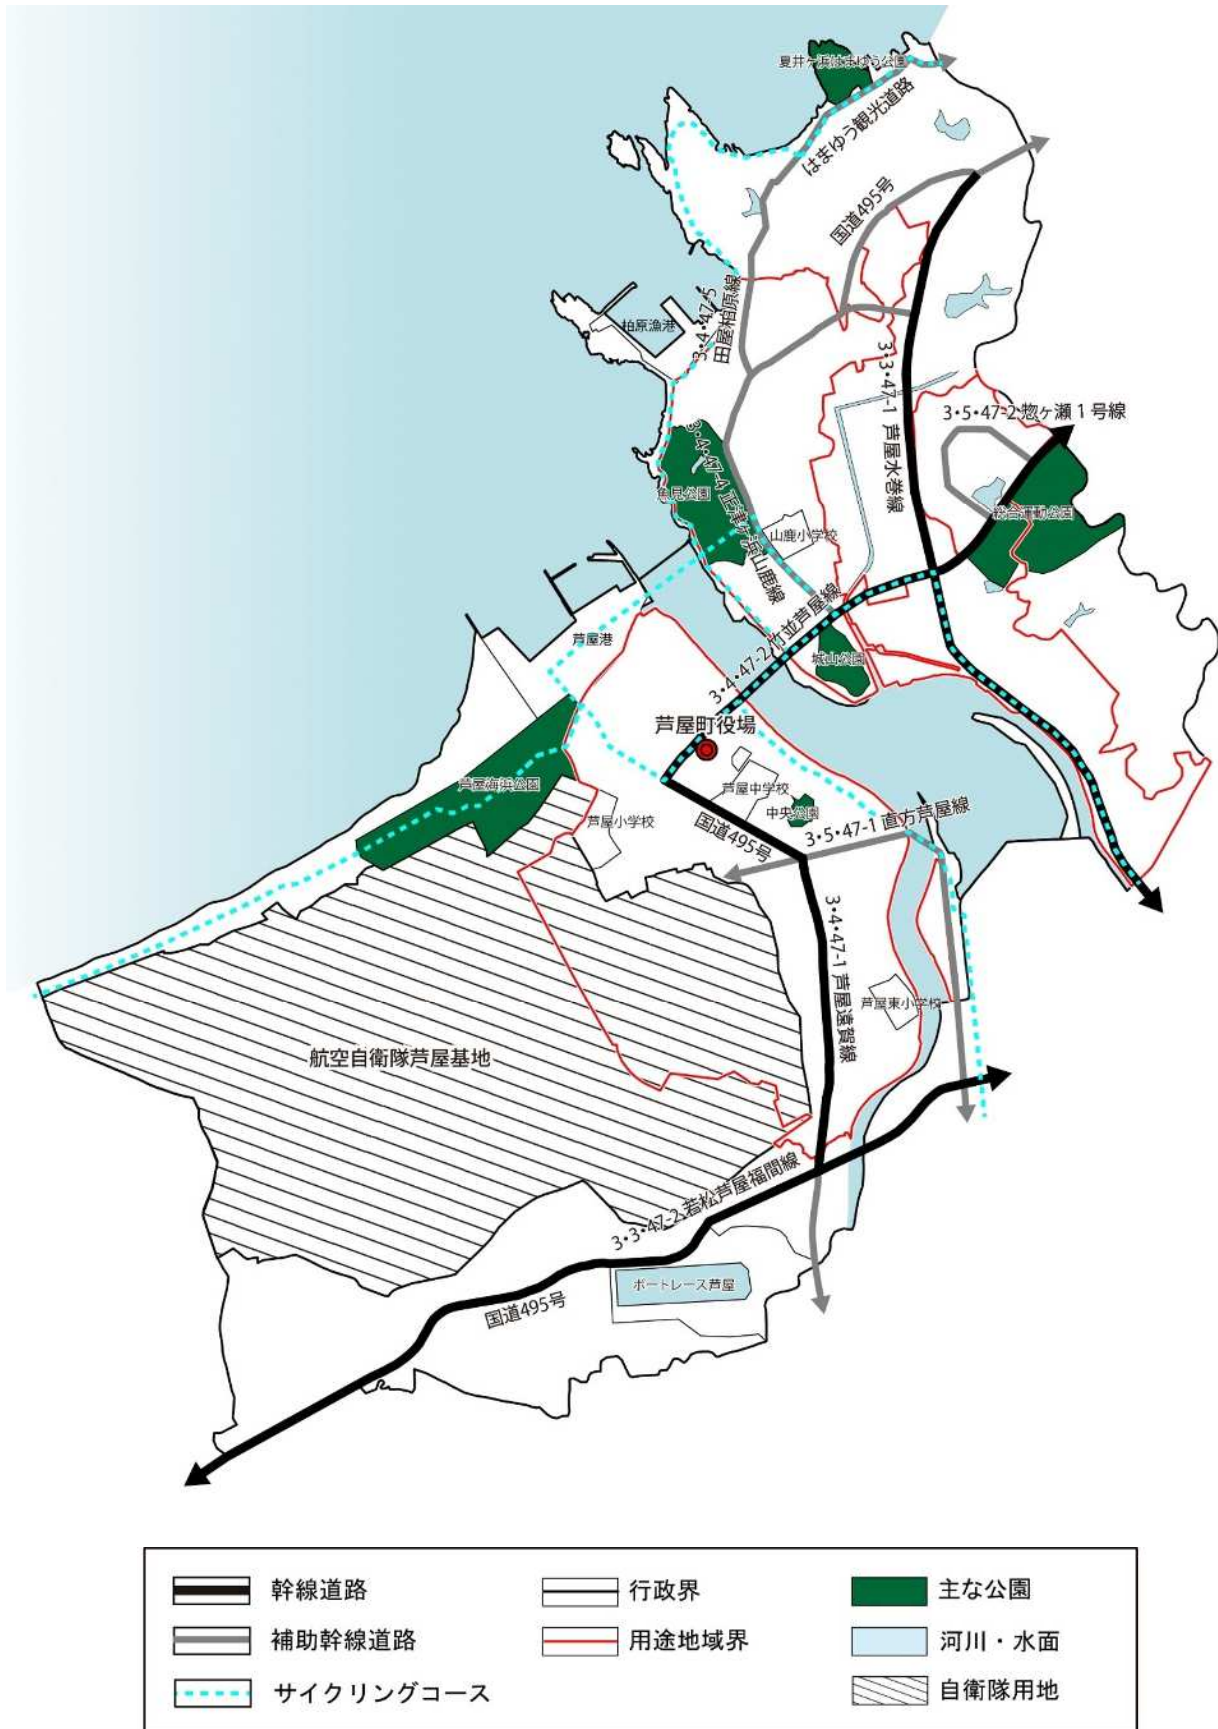 夏井ヶ浜はまゆう公園
はまゆう観光道路
国道495号
3・4・47-5
田屋柏原線
柏原漁港
3・3・47-1 芦屋水巻線
3・5・47-2 惣ヶ瀬1号線
3・4・47-4 正津ヶ浜山鹿線
魚見公園
総合運動公園
山鹿小学校
芦屋港
3・4・47-2 竹並芦屋線
城山公園
芦屋町役場
芦屋海浜公園
芦屋中学校
中央公園
芦屋小学校
国道495号
3・5・47-1 直方芦屋線
3・4・47-1 芦屋遠賀線
芦屋東小学校
航空自衛隊芦屋基地
3・3・47-2 若松芦屋福間線
ボートレース芦屋
国道495号
幹線道路
行政界
主な公園
補助幹線道路
用途地域界
河川・水面
サイクリングコース
自衛隊用地